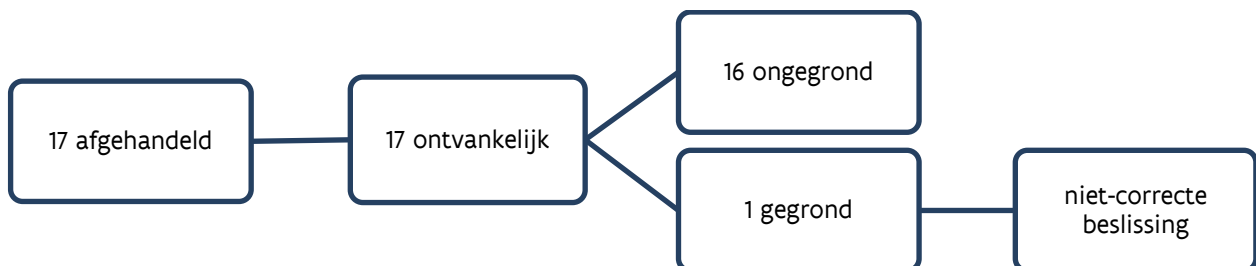 17 afgehandeld
17 ontvankelijk
16 ongegrond
1 gegrond
niet-correcte
beslissing